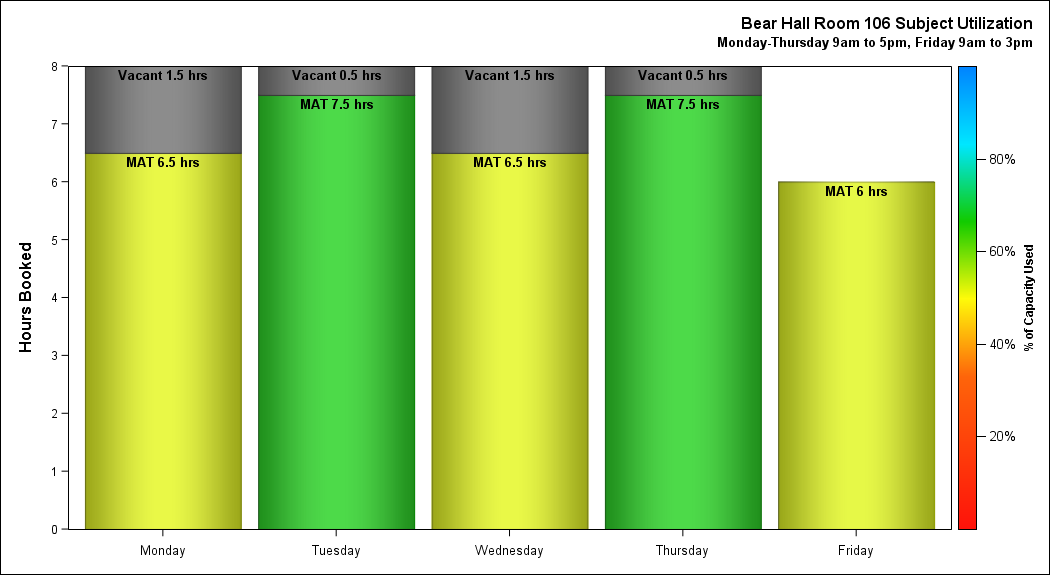 Bear Hall Room 106 Subject Utilization
Monday-Thursday 9am to 5pm, Friday 9am to 3pm
Hours Booked
8
7
6
5
4
3
2
1
0
Vacant 1.5 hrs
MAT 6.5 hrs
Vacant 0.5 hrs
MAT 7.5 hrs
Vacant 1.5 hrs
MAT 6.5 hrs
Vacant 0.5 hrs
MAT 7.5 hrs
MAT 6 hrs
Monday
Tuesday
Wednesday
Thursday
Friday
80%
60%
40%
20%
% of Capacity Used